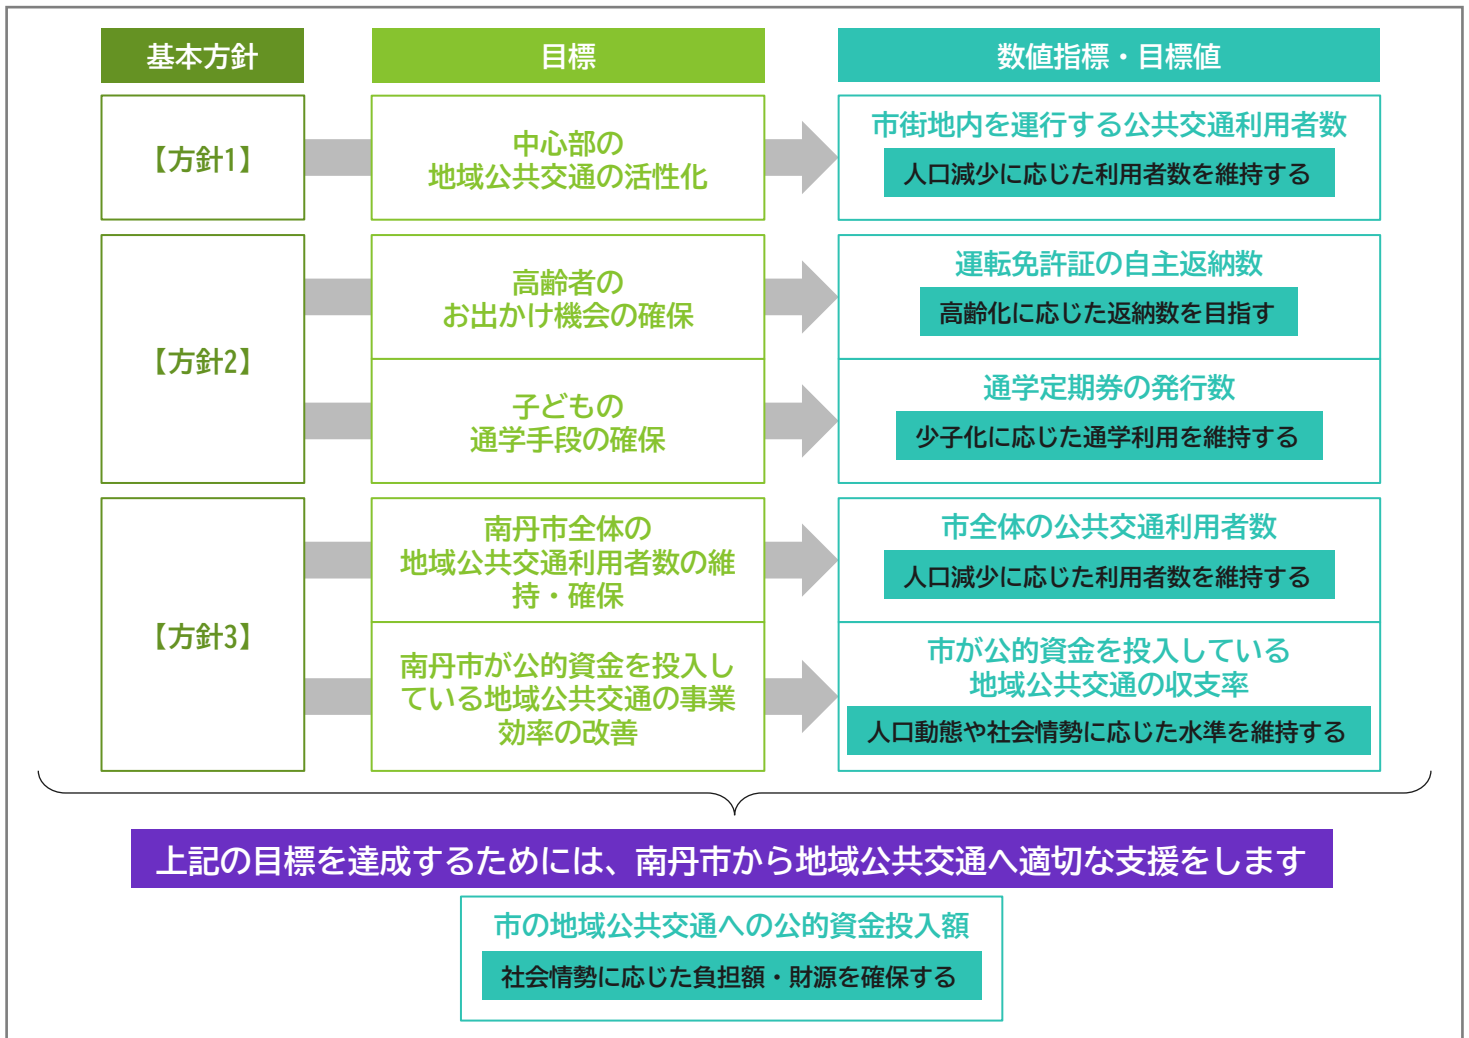 基本方針
目標
数値指標・目標値
【方針1】
中心部の
地域公共交通の活性化
市街地内を運行する公共交通利用者数
人口減少に応じた利用者数を維持する
【方針2】
高齢者の
お出かけ機会の確保
運転免許証の自主返納数
高齢化に応じた返納数を目指す
子どもの
通学手段の確保
通学定期券の発行数
少子化に応じた通学利用を維持する
【方針3】
南丹市全体の
地域公共交通利用者数の維
持・確保
市全体の公共交通利用者数
人口減少に応じた利用者数を維持する
南丹市が公的資金を投入し
ている地域公共交通の事業
効率の改善
市が公的資金を投入している
地域公共交通の収支率
人口動態や社会情勢に応じた水準を維持する
上記の目標を達成するためには、南丹市から地域公共交通へ適切な支援をします
市の地域公共交通への公的資金投入額
社会情勢に応じた負担額・財源を確保する